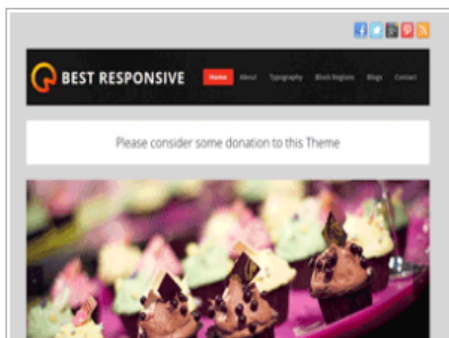 BEST RESPONSIVE
Home About Typography Block Regions Blogs Contact
Please consider some donation to this Theme